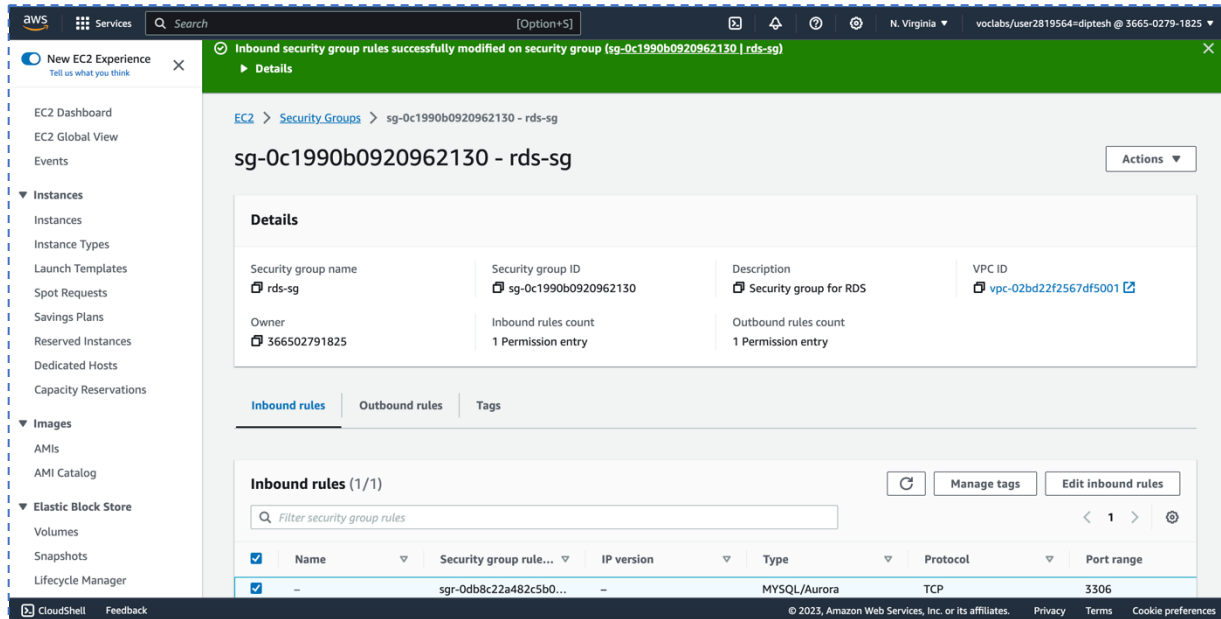 aws Services Search [Option+S] N. Virginia ▼ voclabs/user2819564=diptesh @ 3665-0279-1825 ▼
New EC2 Experience
Tell us what you think
Inbound security group rules successfully modified on security group (sg-0c1990b0920962130 | rds-sg)
▶ Details
EC2 Dashboard
EC2 Global View
Events
▼ Instances
Instances
Instance Types
Launch Templates
Spot Requests
Savings Plans
Reserved Instances
Dedicated Hosts
Capacity Reservations
▼ Images
AMIs
AMI Catalog
▼ Elastic Block Store
Volumes
Snapshots
Lifecycle Manager
EC2 > Security Groups > sg-0c1990b0920962130 - rds-sg
sg-0c1990b0920962130 - rds-sg
Actions ▼
Details
Security group name
rds-sg
Security group ID
sg-0c1990b0920962130
Description
Security group for RDS
VPC ID
vpc-02bd22f2567df5001
Owner
366502791825
Inbound rules count
1 Permission entry
Outbound rules count
1 Permission entry
Inbound rules Outbound rules Tags
Inbound rules (1/1)
Manage tags Edit inbound rules
Filter security group rules
< 1 >
Name Security group rule... IP version Type Protocol Port range
– sgr-0db8c22a482c5b0... – MYSQL/Aurora TCP 3306
CloudShell Feedback © 2023, Amazon Web Services, Inc. or its affiliates. Privacy Terms Cookie preferences